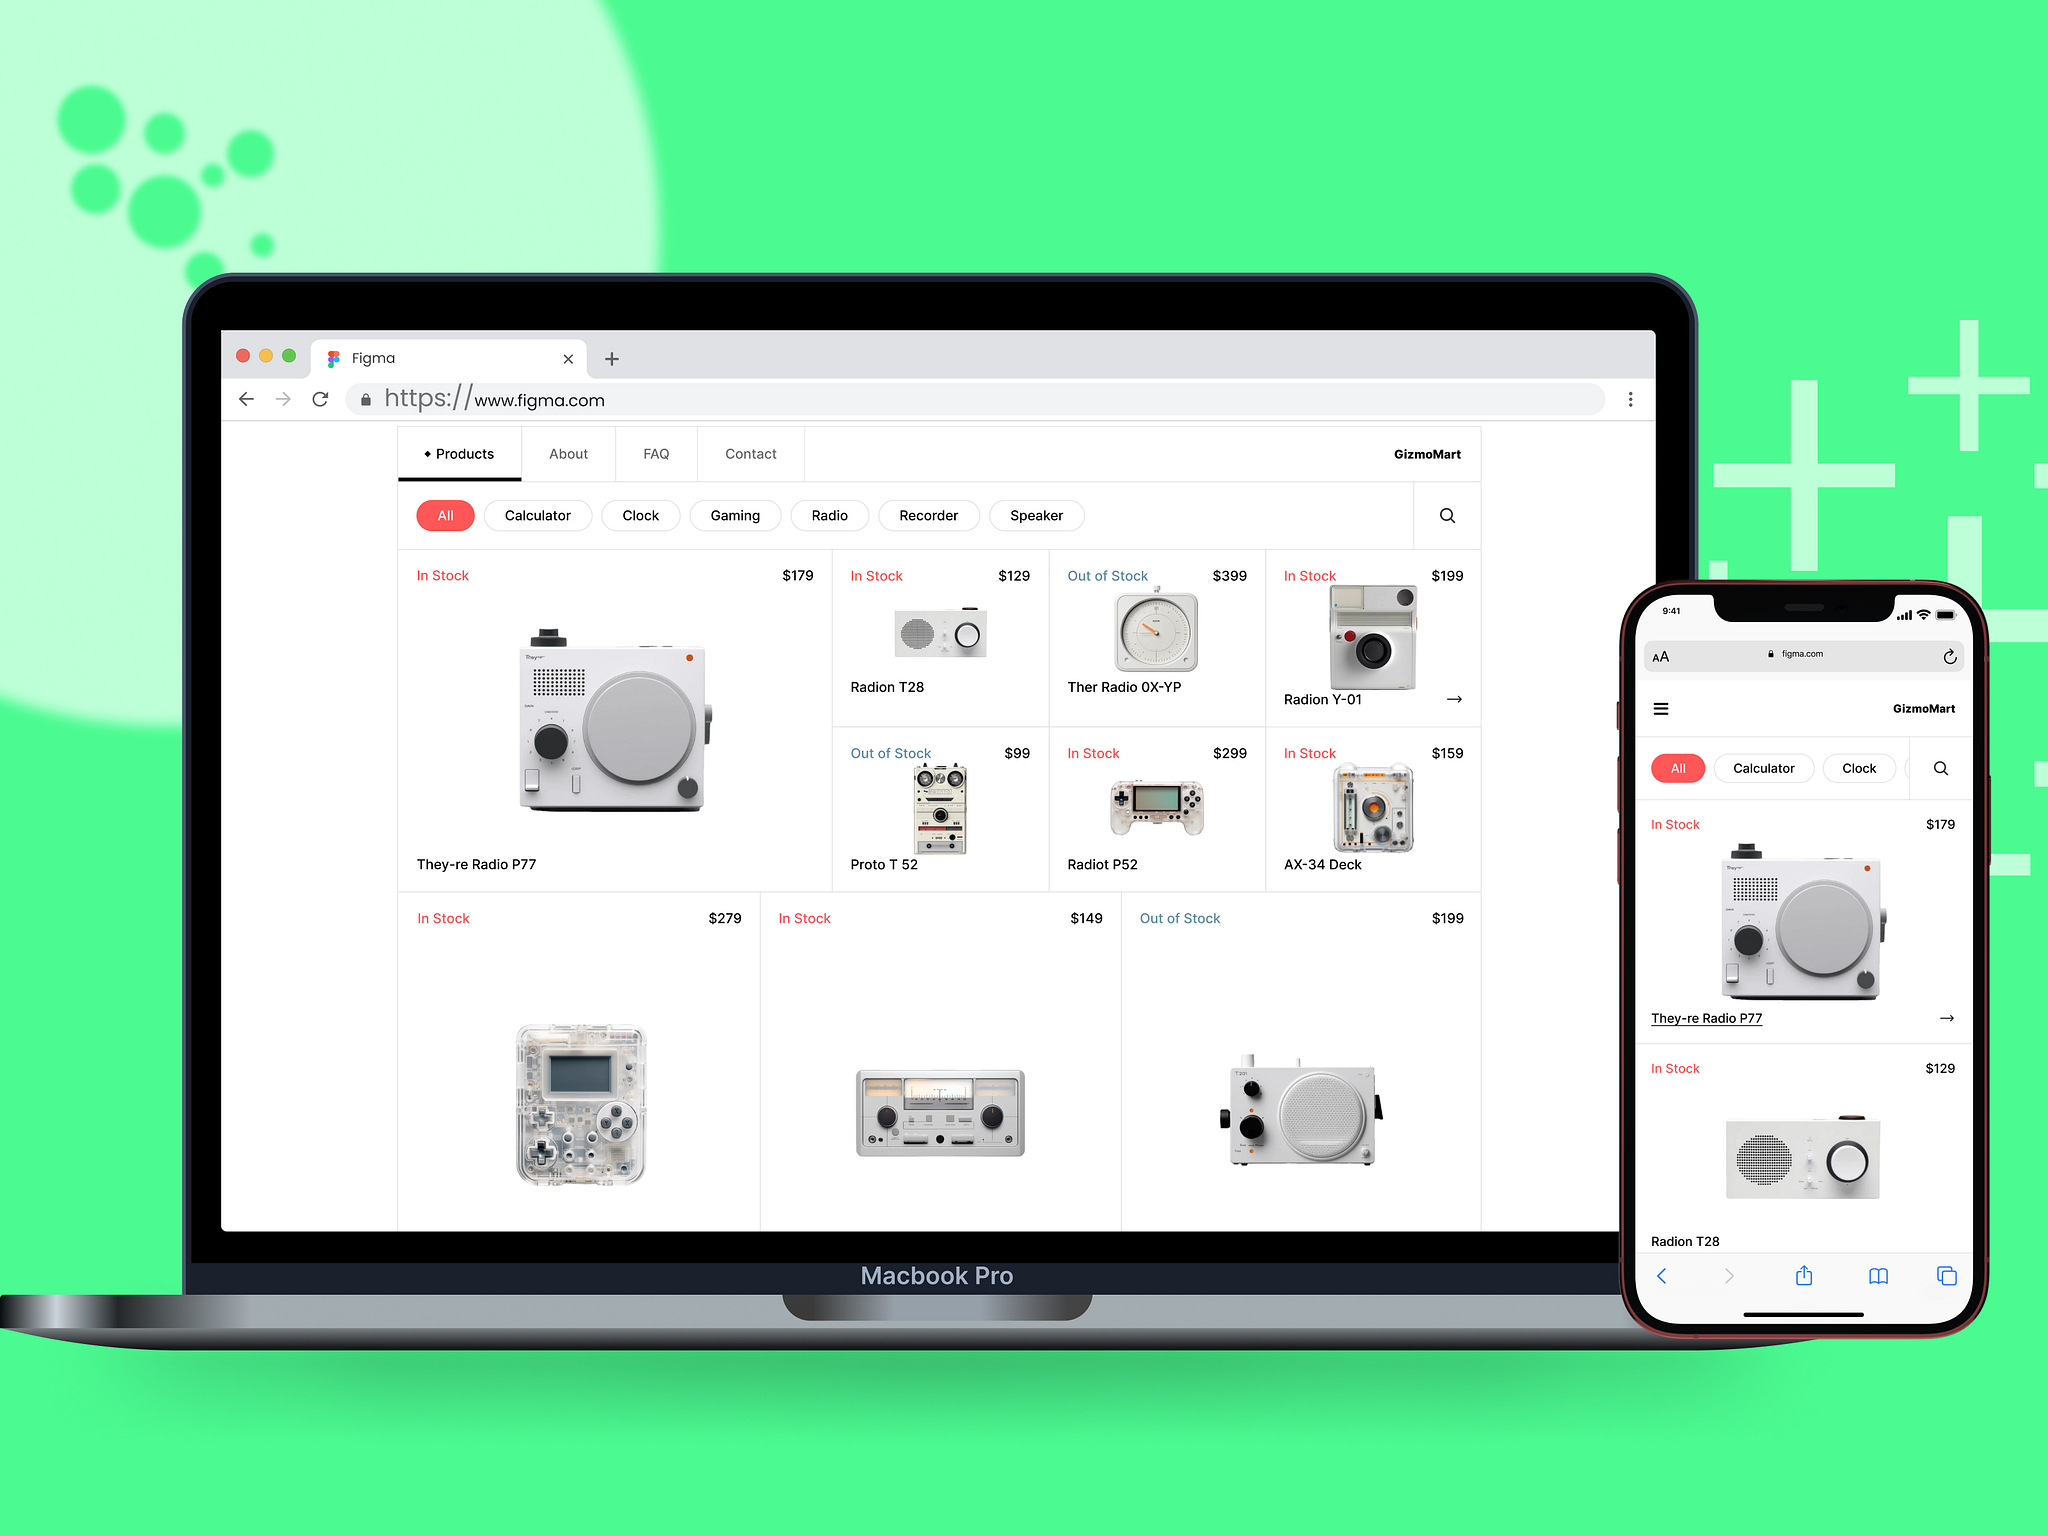 Figma
https://www.figma.com
Products About FAQ Contact GizmoMart
All Calculator Clock Gaming Radio Recorder Speaker
In Stock $179
They-re Radio P77
In Stock $129
Radion T28
Out of Stock $399
Ther Radio 0X-YP
In Stock $199
Radion Y-01
Out of Stock $99
Proto T 52
In Stock $299
Radiot P52
In Stock $159
AX-34 Deck
In Stock $279
In Stock $149
Out of Stock $199
T201
Macbook Pro
9:41
AA figma.com
GizmoMart
All Calculator Clock
In Stock $179
They-re Radio P77
In Stock $129
Radion T28